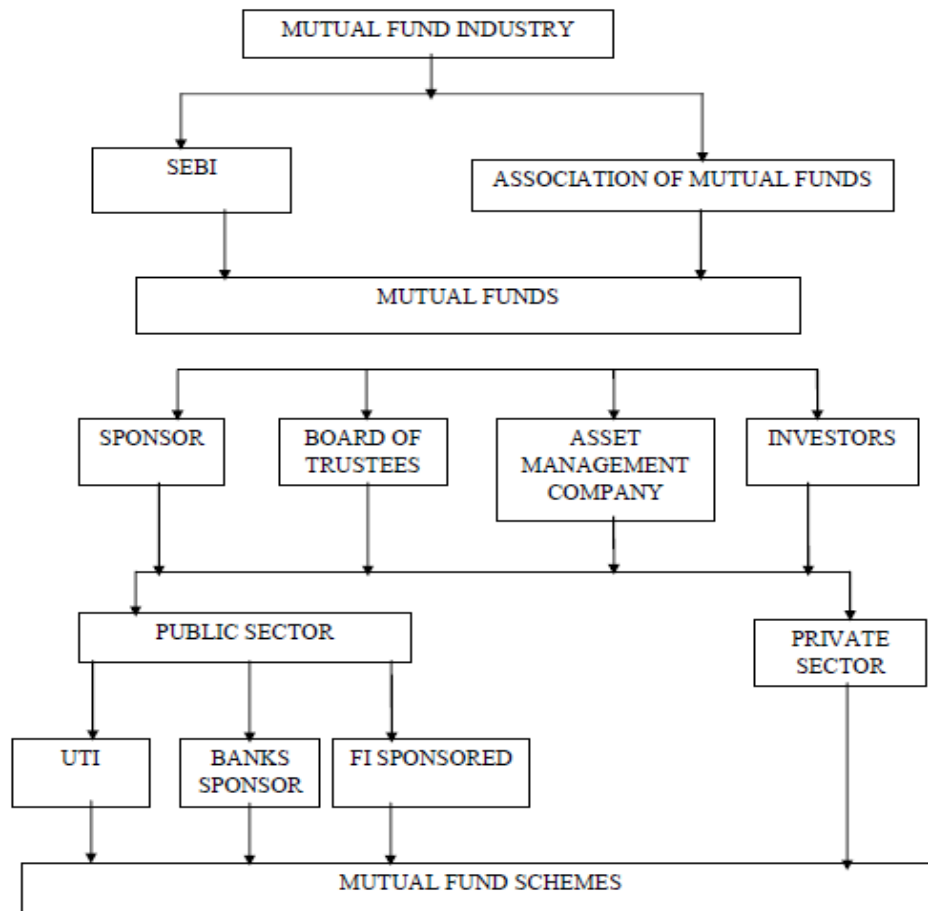 MUTUAL FUND INDUSTRY
SEBI
ASSOCIATION OF MUTUAL FUNDS
MUTUAL FUNDS
SPONSOR
BOARD OF
TRUSTEES
ASSET
MANAGEMENT
COMPANY
INVESTORS
PUBLIC SECTOR
PRIVATE
SECTOR
UTI
BANKS
SPONSOR
FI SPONSORED
MUTUAL FUND SCHEMES